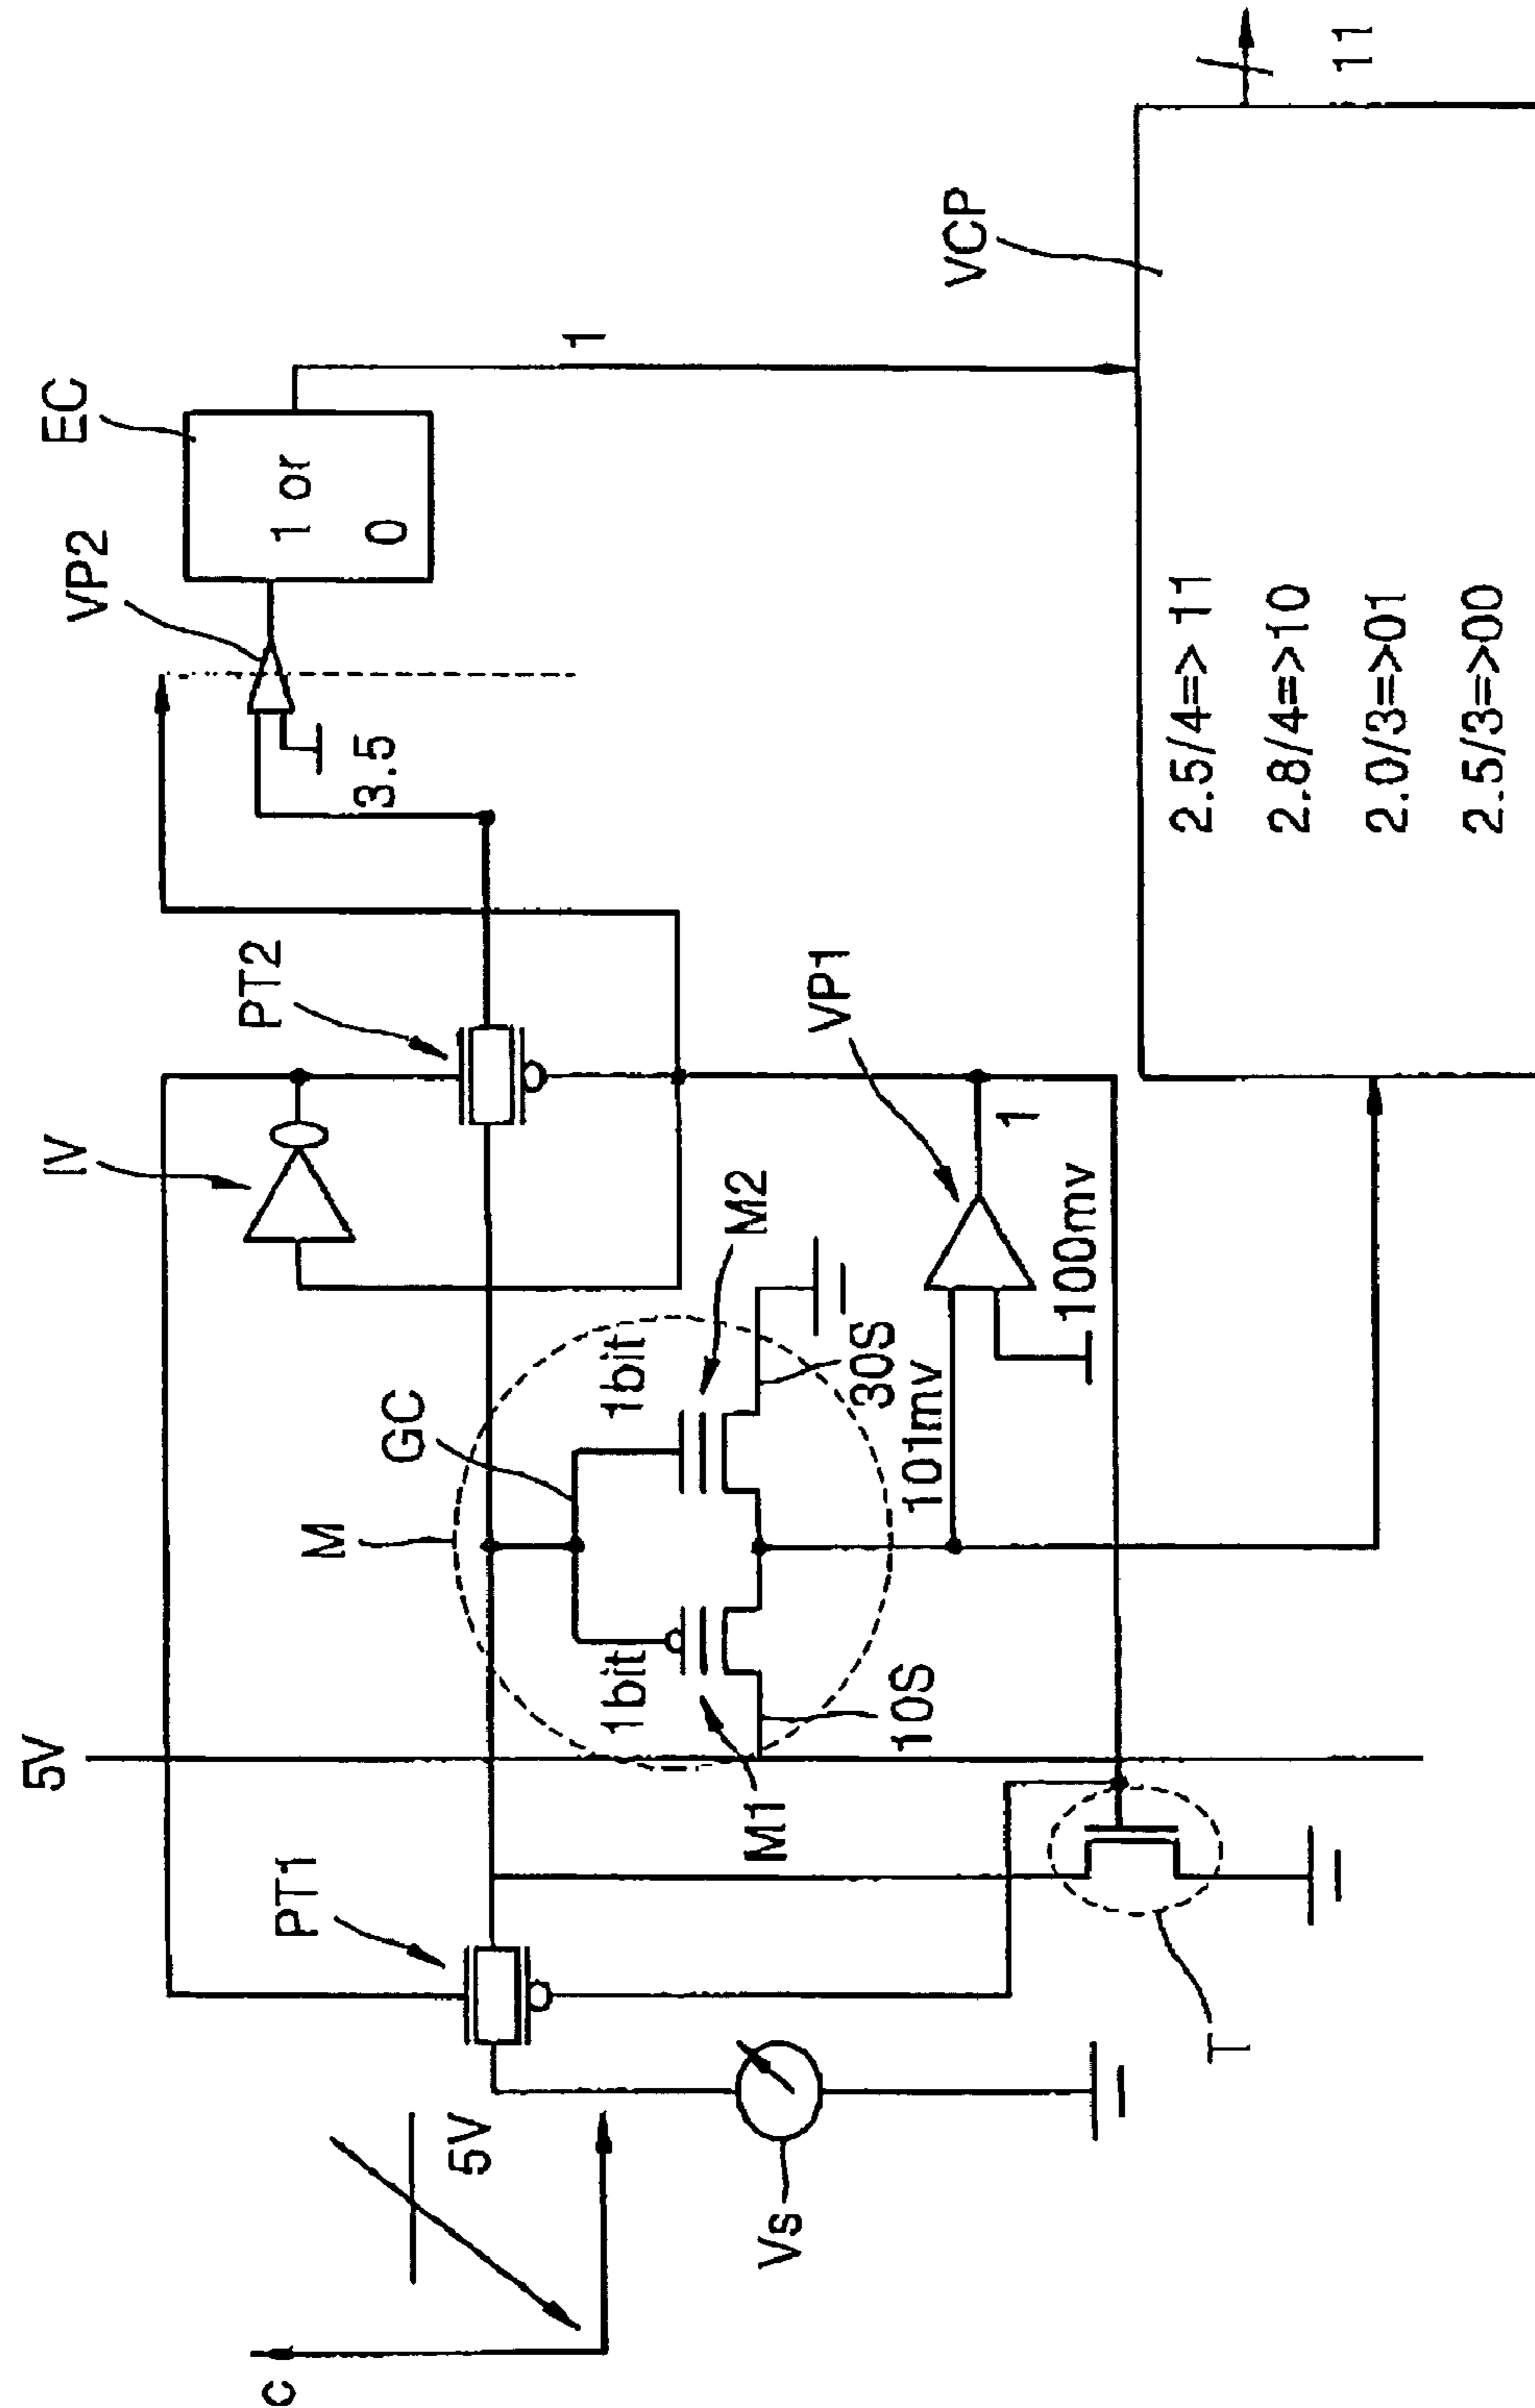 5V
IV
EC
VP2
1 or
0
PT2
PT1
M
GC
3.5
1
1bit
1bit
M1
M2
10S
30S
101mv
VP1
1
100mv
c
5V
Vs
T
VCP
11
2.5/4=> 11
2.8/4=>10
2.0/3=>01
2.5/3=>00